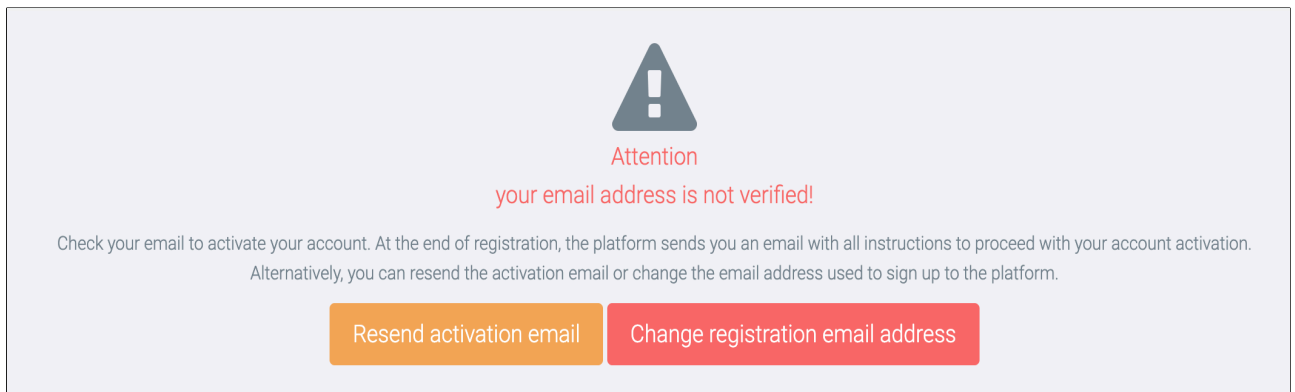 Attention
your email address is not verified!
Check your email to activate your account. At the end of registration, the platform sends you an email with all instructions to proceed with your account activation.
Alternatively, you can resend the activation email or change the email address used to sign up to the platform.
Resend activation email
Change registration email address